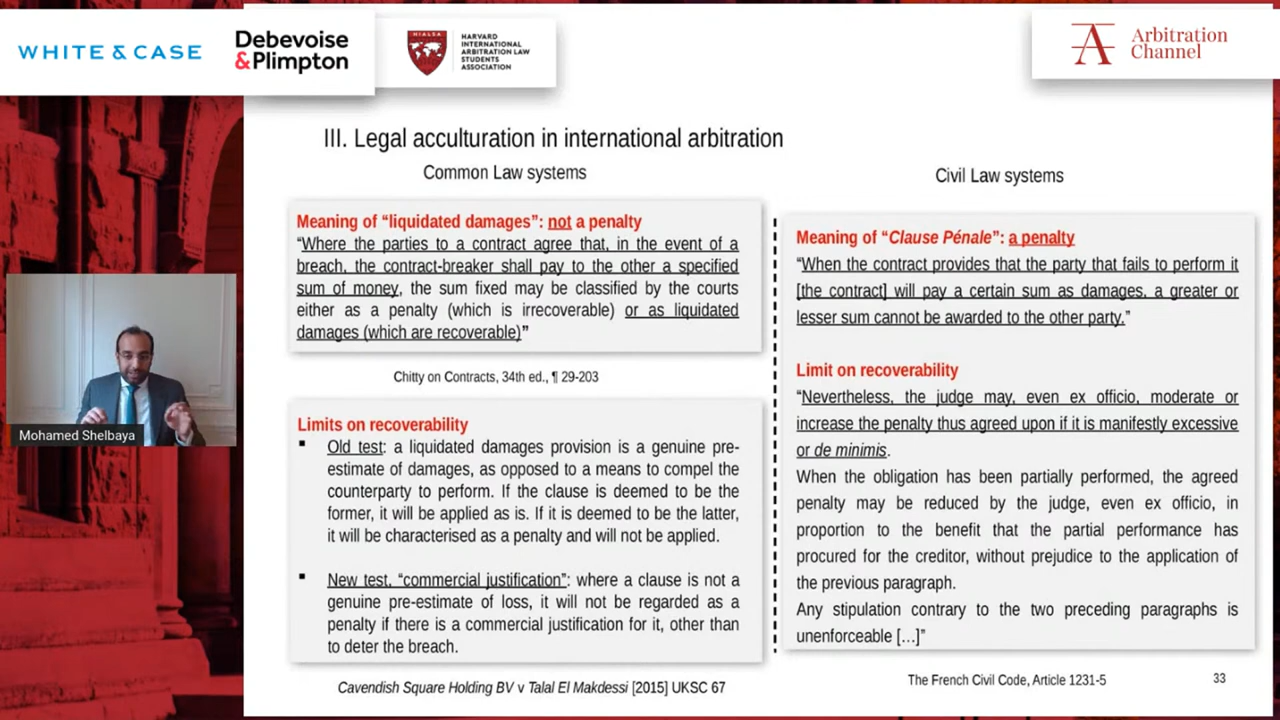 WHITE & CASE
Debevoise
&Plimpton
HIALSA
HARVARD
INTERNATIONAL
ARBITRATION LAW
STUDENTS
ASSOCIATION
Arbitration
Channel
III. Legal acculturation in international arbitration
Common Law systems
Meaning of “liquidated damages”: not a penalty
“Where the parties to a contract agree that, in the event of a
breach, the contract-breaker shall pay to the other a specified
sum of money, the sum fixed may be classified by the courts
either as a penalty (which is irrecoverable) or as liquidated
damages (which are recoverable)”
Chitty on Contracts, 34th ed., ¶ 29-203
Limits on recoverability
▪ Old test: a liquidated damages provision is a genuine pre-
estimate of damages, as opposed to a means to compel the
counterparty to perform. If the clause is deemed to be the
former, it will be applied as is. If it is deemed to be the latter,
it will be characterised as a penalty and will not be applied.
▪ New test, “commercial justification”: where a clause is not a
genuine pre-estimate of loss, it will not be regarded as a
penalty if there is a commercial justification for it, other than
to deter the breach.
Cavendish Square Holding BV v Talal El Makdessi [2015] UKSC 67
Civil Law systems
Meaning of “Clause Pénale”: a penalty
“When the contract provides that the party that fails to perform it
[the contract] will pay a certain sum as damages, a greater or
lesser sum cannot be awarded to the other party.”
Limit on recoverability
“Nevertheless, the judge may, even ex officio, moderate or
increase the penalty thus agreed upon if it is manifestly excessive
or de minimis.
When the obligation has been partially performed, the agreed
penalty may be reduced by the judge, even ex officio, in
proportion to the benefit that the partial performance has
procured for the creditor, without prejudice to the application of
the previous paragraph.
Any stipulation contrary to the two preceding paragraphs is
unenforceable […]”
The French Civil Code, Article 1231-5
33
Mohamed Shelbaya